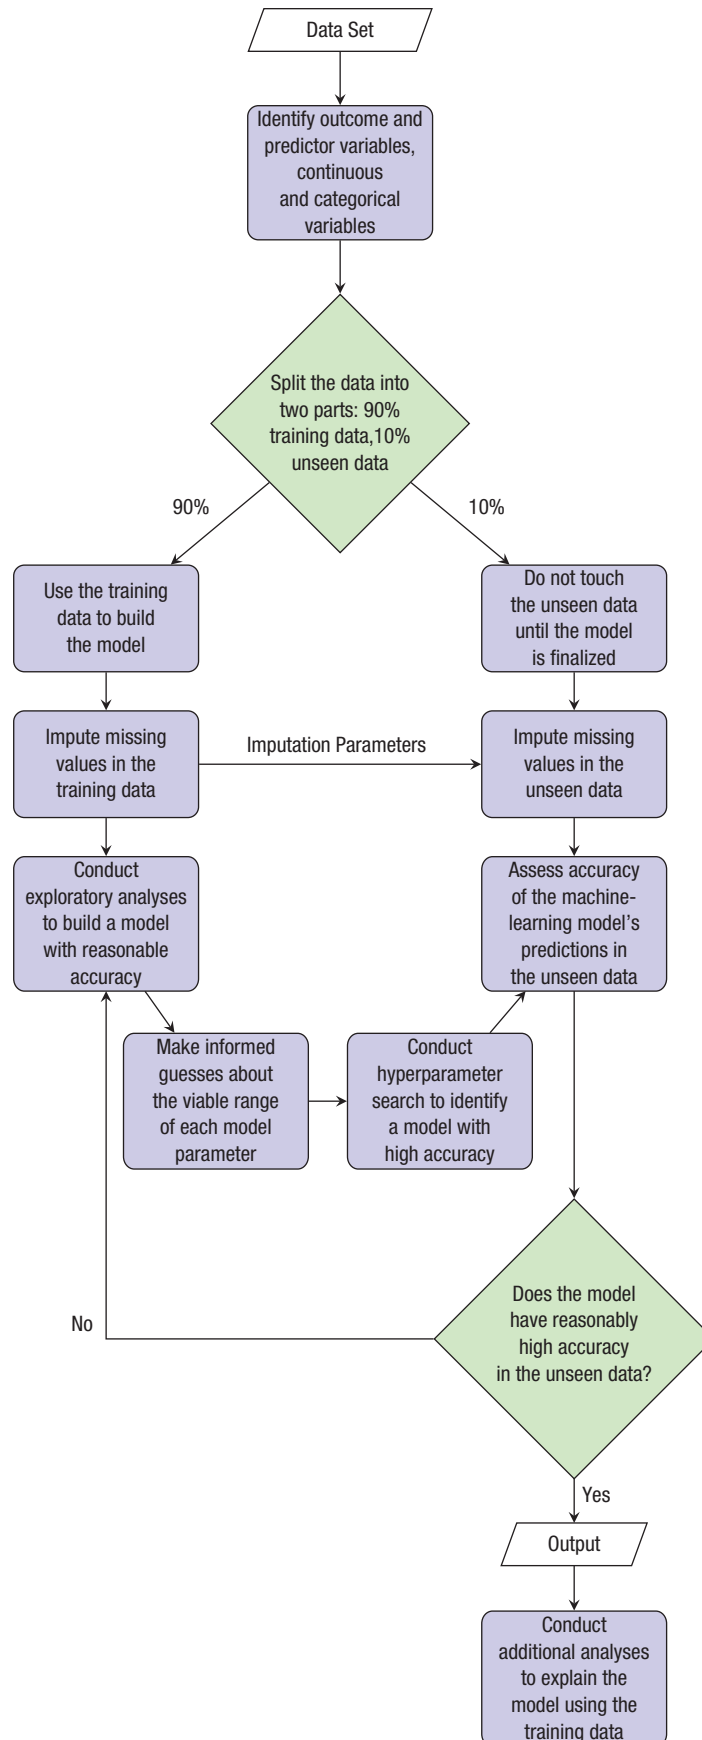 Data Set
Identify outcome and
predictor variables,
continuous
and categorical
variables
Split the data into
two parts: 90%
training data,10%
unseen data
90%
10%
Use the training
data to build
the model
Do not touch
the unseen data
until the model
is finalized
Impute missing
values in the
training data
Imputation Parameters
Impute missing
values in the
unseen data
Conduct
exploratory analyses
to build a model
with reasonable
accuracy
Assess accuracy
of the machine-
learning model’s
predictions in
the unseen data
Make informed
guesses about
the viable range
of each model
parameter
Conduct
hyperparameter
search to identify
a model with
high accuracy
Does the model
have reasonably
high accuracy
in the unseen data?
No
Yes
Output
Conduct
additional analyses
to explain the
model using the
training data